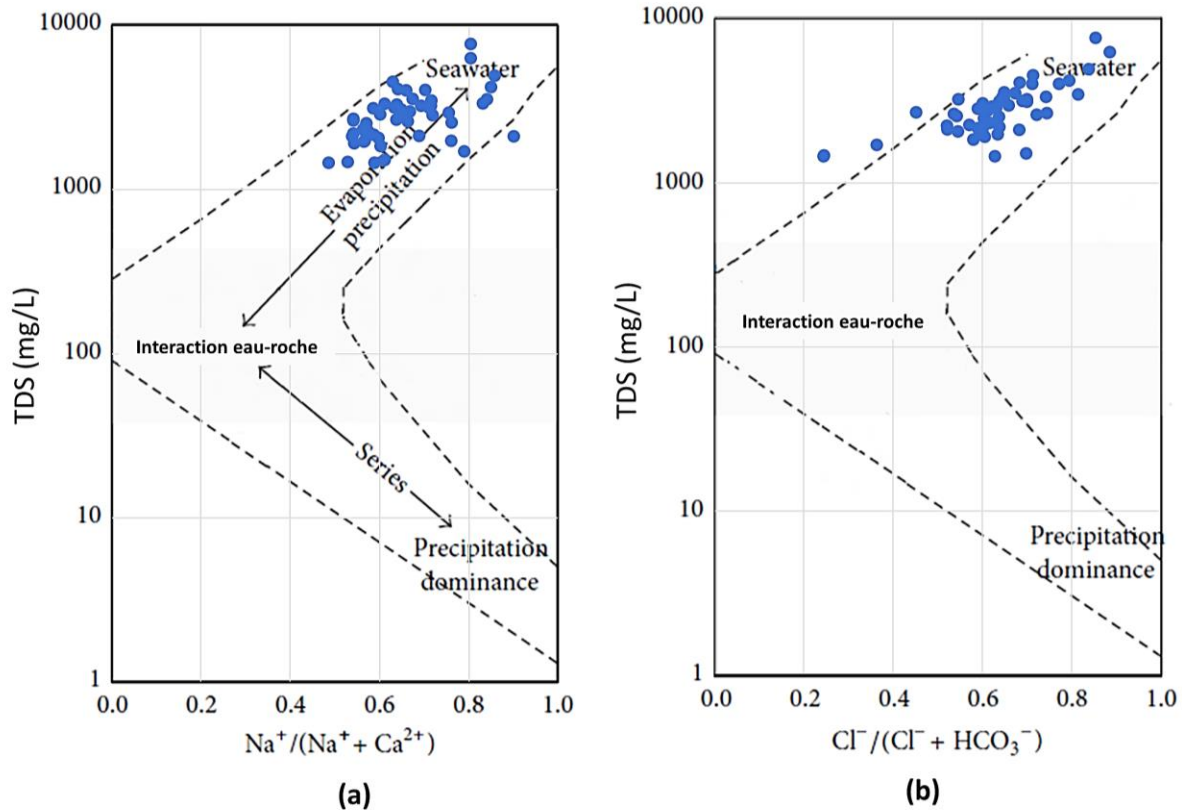 10000
1000
100
10
1
TDS (mg/L)
Seawater
Evaporation
precipitation
Interaction eau-roche
Series
Precipitation
dominance
0.0
0.2
0.4
0.6
0.8
1.0
Na⁺/(Na⁺ + Ca²⁺)
(a)
10000
1000
100
10
1
TDS (mg/L)
Seawater
Interaction eau-roche
Precipitation
dominance
0.0
0.2
0.4
0.6
0.8
1.0
Cl⁻/(Cl⁻ + HCO₃⁻)
(b)